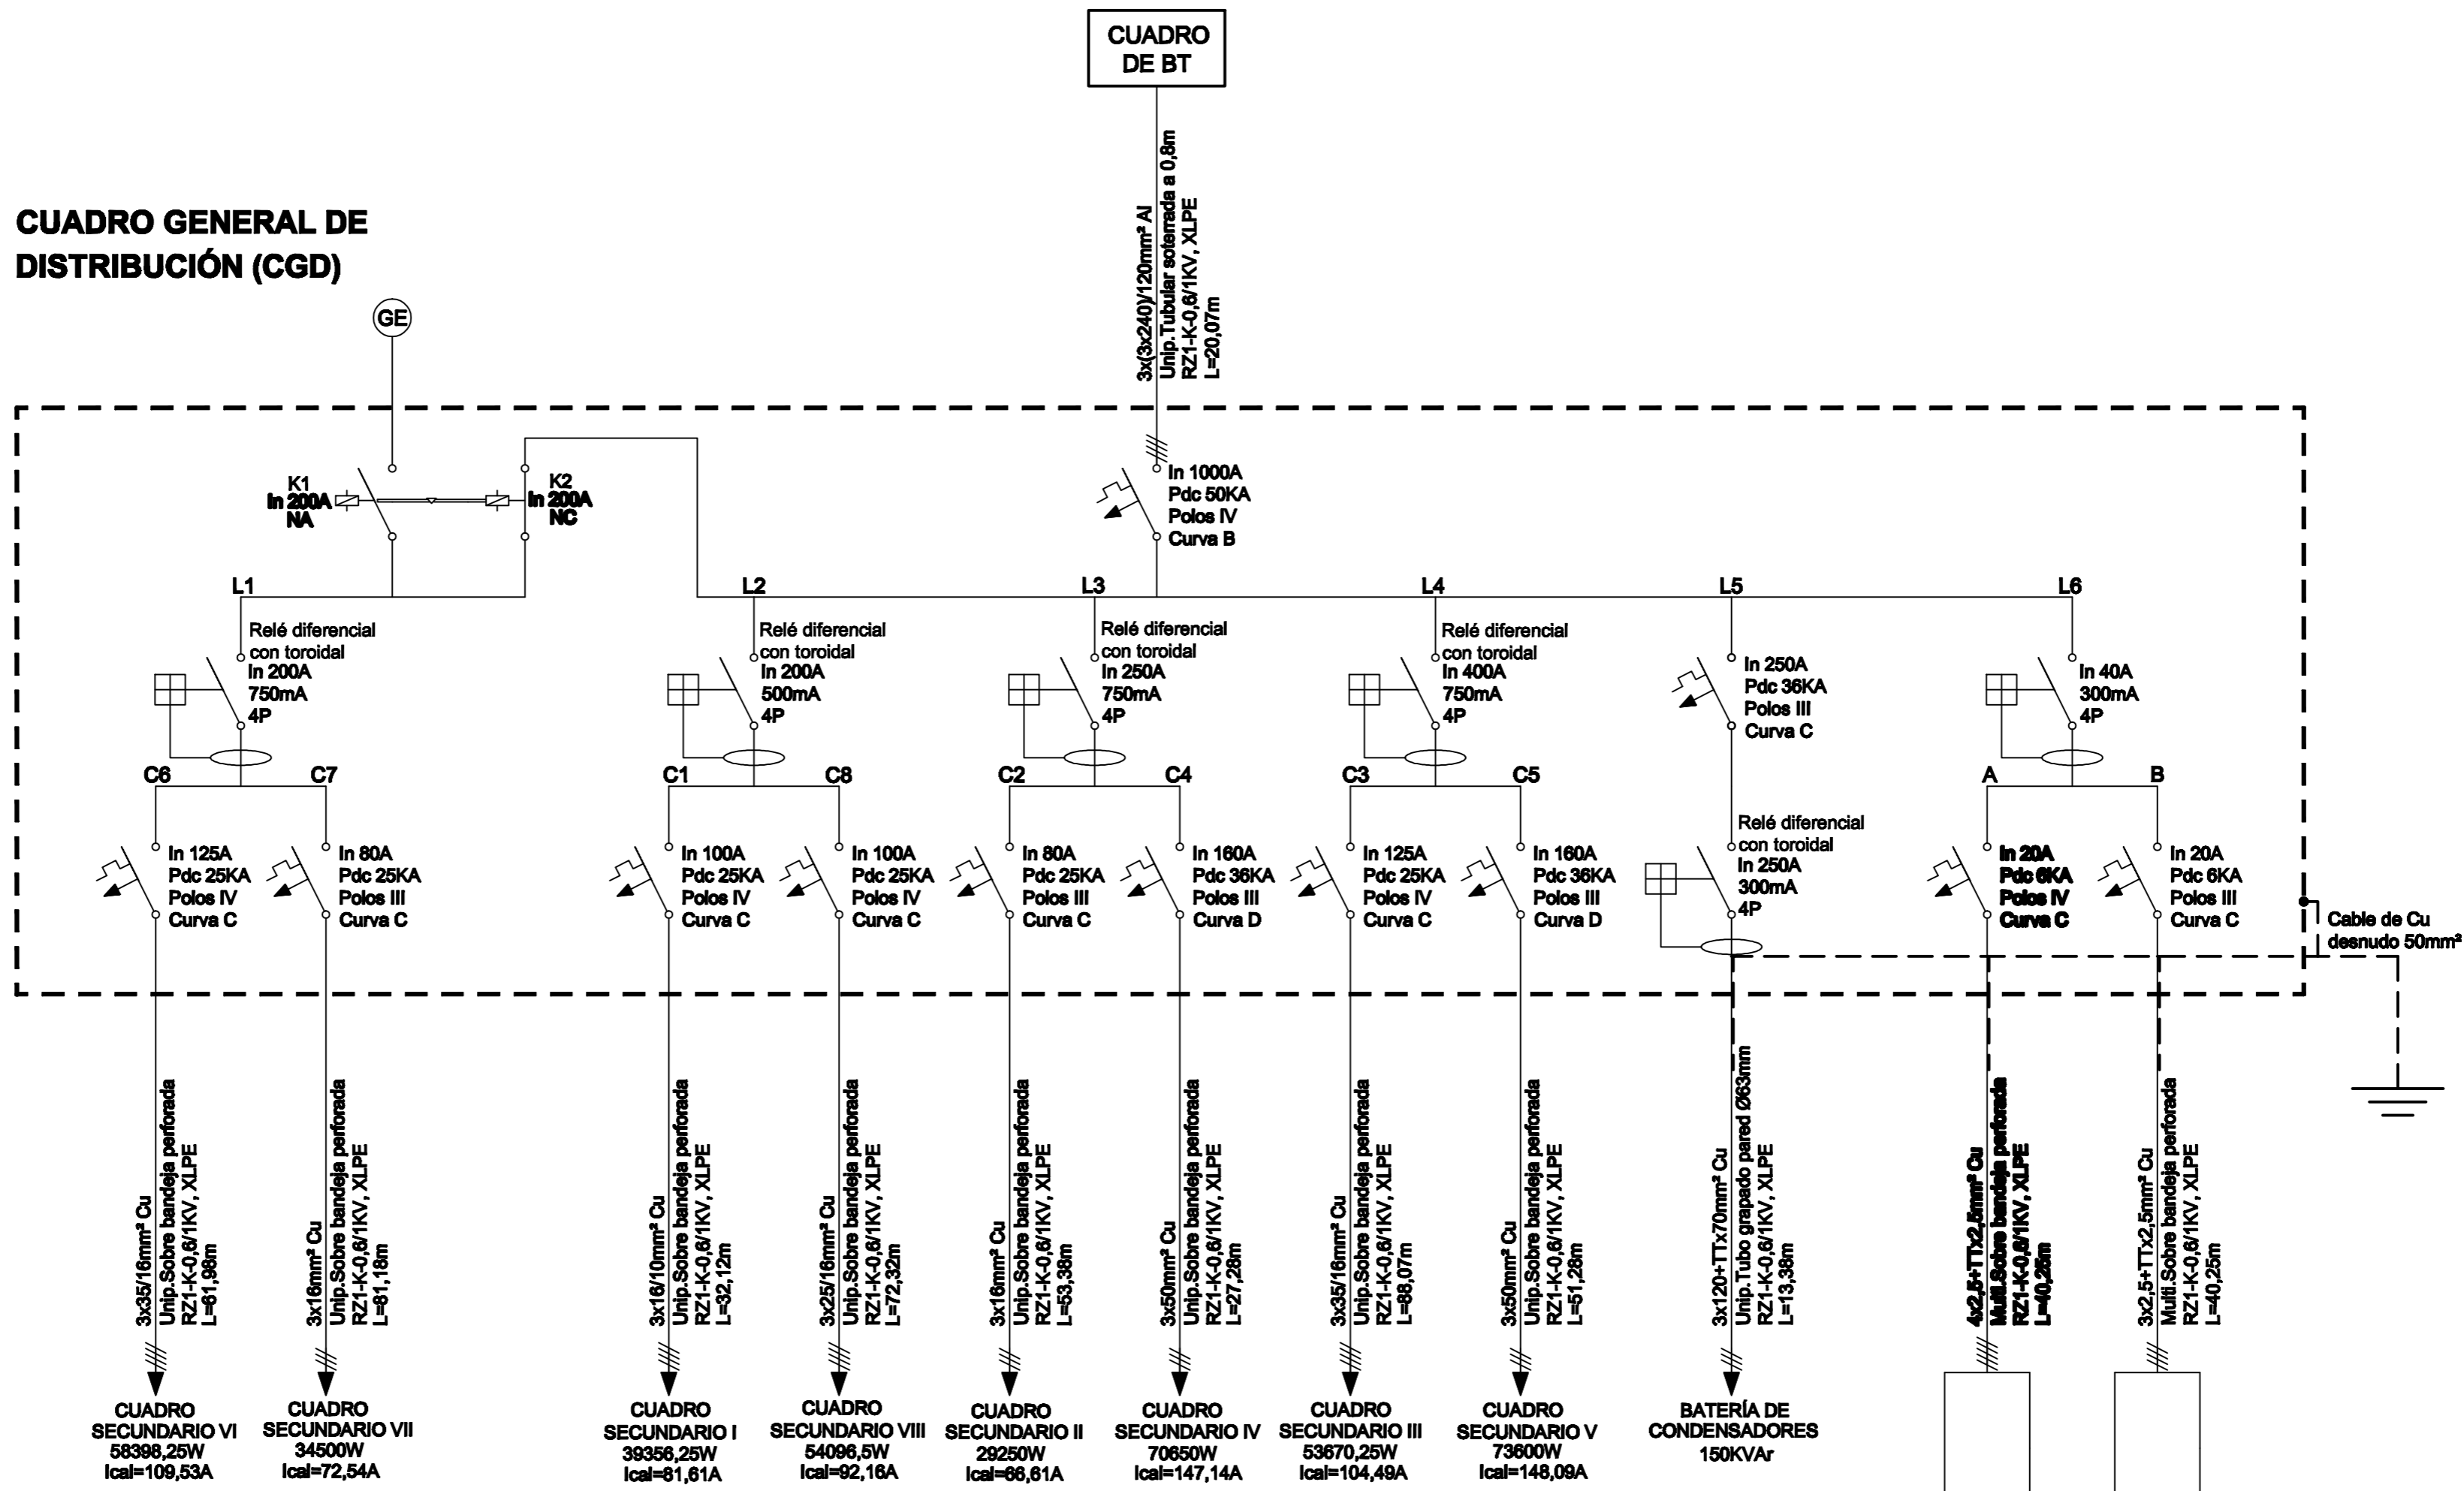 CUADRO
DE BT
3x(3x240)/120mm² Al
Unip.Tubular soterrada a 0,8m
RZ1-K-0,6/1KV, XLPE
L=20,07m
CUADRO GENERAL DE
DISTRIBUCIÓN (CGD)
GE
K1
In 200A
NA
K2
In 200A
NC
In 1000A
Pdc 50KA
Polos IV
Curva B
L1
L2
L3
L4
L5
L6
Relé diferencial
con toroidal
In 200A
750mA
4P
Relé diferencial
con toroidal
In 200A
500mA
4P
Relé diferencial
con toroidal
In 250A
750mA
4P
Relé diferencial
con toroidal
In 400A
750mA
4P
In 250A
Pdc 36KA
Polos III
Curva C
In 40A
300mA
4P
C6
C7
C1
C8
C2
C4
C3
C5
A
B
In 125A
Pdc 25KA
Polos IV
Curva C
In 80A
Pdc 25KA
Polos III
Curva C
In 100A
Pdc 25KA
Polos IV
Curva C
In 100A
Pdc 25KA
Polos IV
Curva C
In 80A
Pdc 25KA
Polos III
Curva C
In 160A
Pdc 36KA
Polos III
Curva D
In 125A
Pdc 25KA
Polos IV
Curva C
In 160A
Pdc 36KA
Polos III
Curva D
Relé diferencial
con toroidal
In 250A
300mA
4P
In 20A
Pdc 6KA
Polos IV
Curva C
In 20A
Pdc 6KA
Polos III
Curva C
Cable de Cu
desnudo 50mm²
3x35/16mm² Cu
Unip.Sobre bandeja perforada
RZ1-K-0,6/1KV, XLPE
L=61,98m
3x16mm² Cu
Unip.Sobre bandeja perforada
RZ1-K-0,6/1KV, XLPE
L=81,18m
3x16/10mm² Cu
Unip.Sobre bandeja perforada
RZ1-K-0,6/1KV, XLPE
L=32,12m
3x25/16mm² Cu
Unip.Sobre bandeja perforada
RZ1-K-0,6/1KV, XLPE
L=72,32m
3x16mm² Cu
Unip.Sobre bandeja perforada
RZ1-K-0,6/1KV, XLPE
L=53,38m
3x50mm² Cu
Unip.Sobre bandeja perforada
RZ1-K-0,6/1KV, XLPE
L=27,28m
3x35/16mm² Cu
Unip.Sobre bandeja perforada
RZ1-K-0,6/1KV, XLPE
L=88,07m
3x50mm² Cu
Unip.Sobre bandeja perforada
RZ1-K-0,6/1KV, XLPE
L=51,28m
3x120+TTx70mm² Cu
Unip.Tubo grapado pared Ø63mm
RZ1-K-0,6/1KV, XLPE
L=13,38m
4x2,5+TTx2,5mm² Cu
Multi.Sobre bandeja perforada
RZ1-K-0,6/1KV, XLPE
L=40,25m
3x2,5+TTx2,5mm² Cu
Multi.Sobre bandeja perforada
RZ1-K-0,6/1KV, XLPE
L=40,25m
CUADRO
SECUNDARIO VI
58398,25W
Ical=109,53A
CUADRO
SECUNDARIO VII
34500W
Ical=72,54A
CUADRO
SECUNDARIO I
39356,25W
Ical=81,61A
CUADRO
SECUNDARIO VIII
54096,5W
Ical=92,16A
CUADRO
SECUNDARIO II
29250W
Ical=66,61A
CUADRO
SECUNDARIO IV
70650W
Ical=147,14A
CUADRO
SECUNDARIO III
53670,25W
Ical=104,49A
CUADRO
SECUNDARIO V
73600W
Ical=148,09A
BATERÍA DE
CONDENSADORES
150KVAr